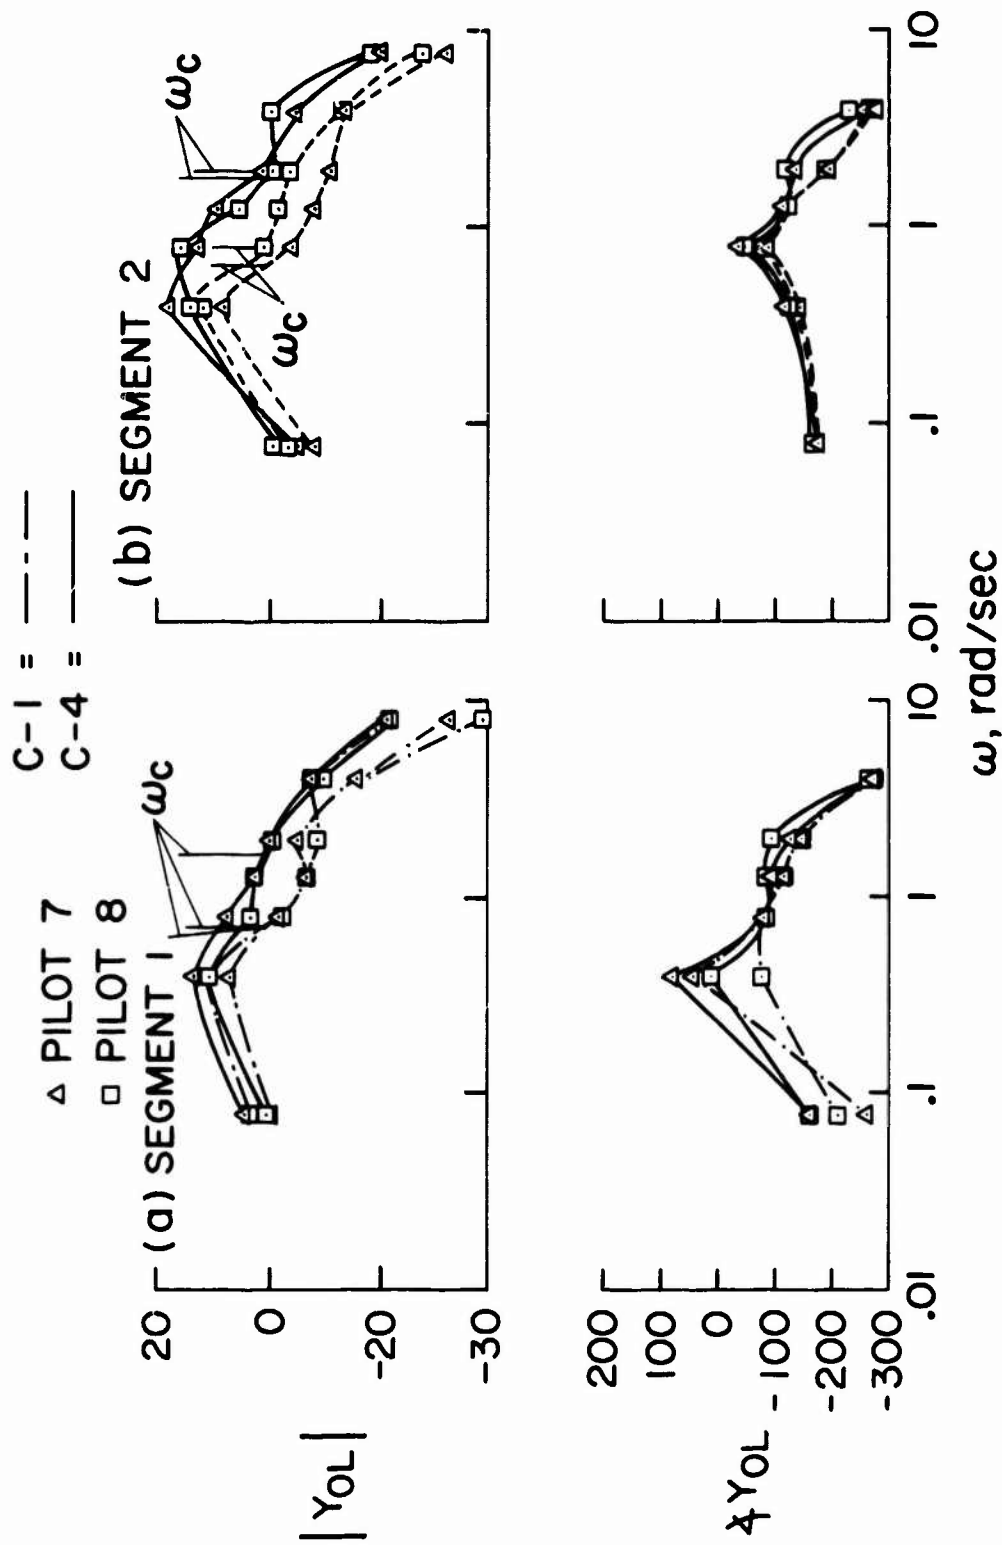 C-1 =
C-4 =
△ PILOT 7
□ PILOT 8
(a) SEGMENT 1
(b) SEGMENT 2
ωc
ωc
ωc
|YOL|
20
0
-20
-30
∡YOL
200
100
0
-100
-200
-300
.01
.1
1
10
.01
.1
1
10
ω, rad/sec